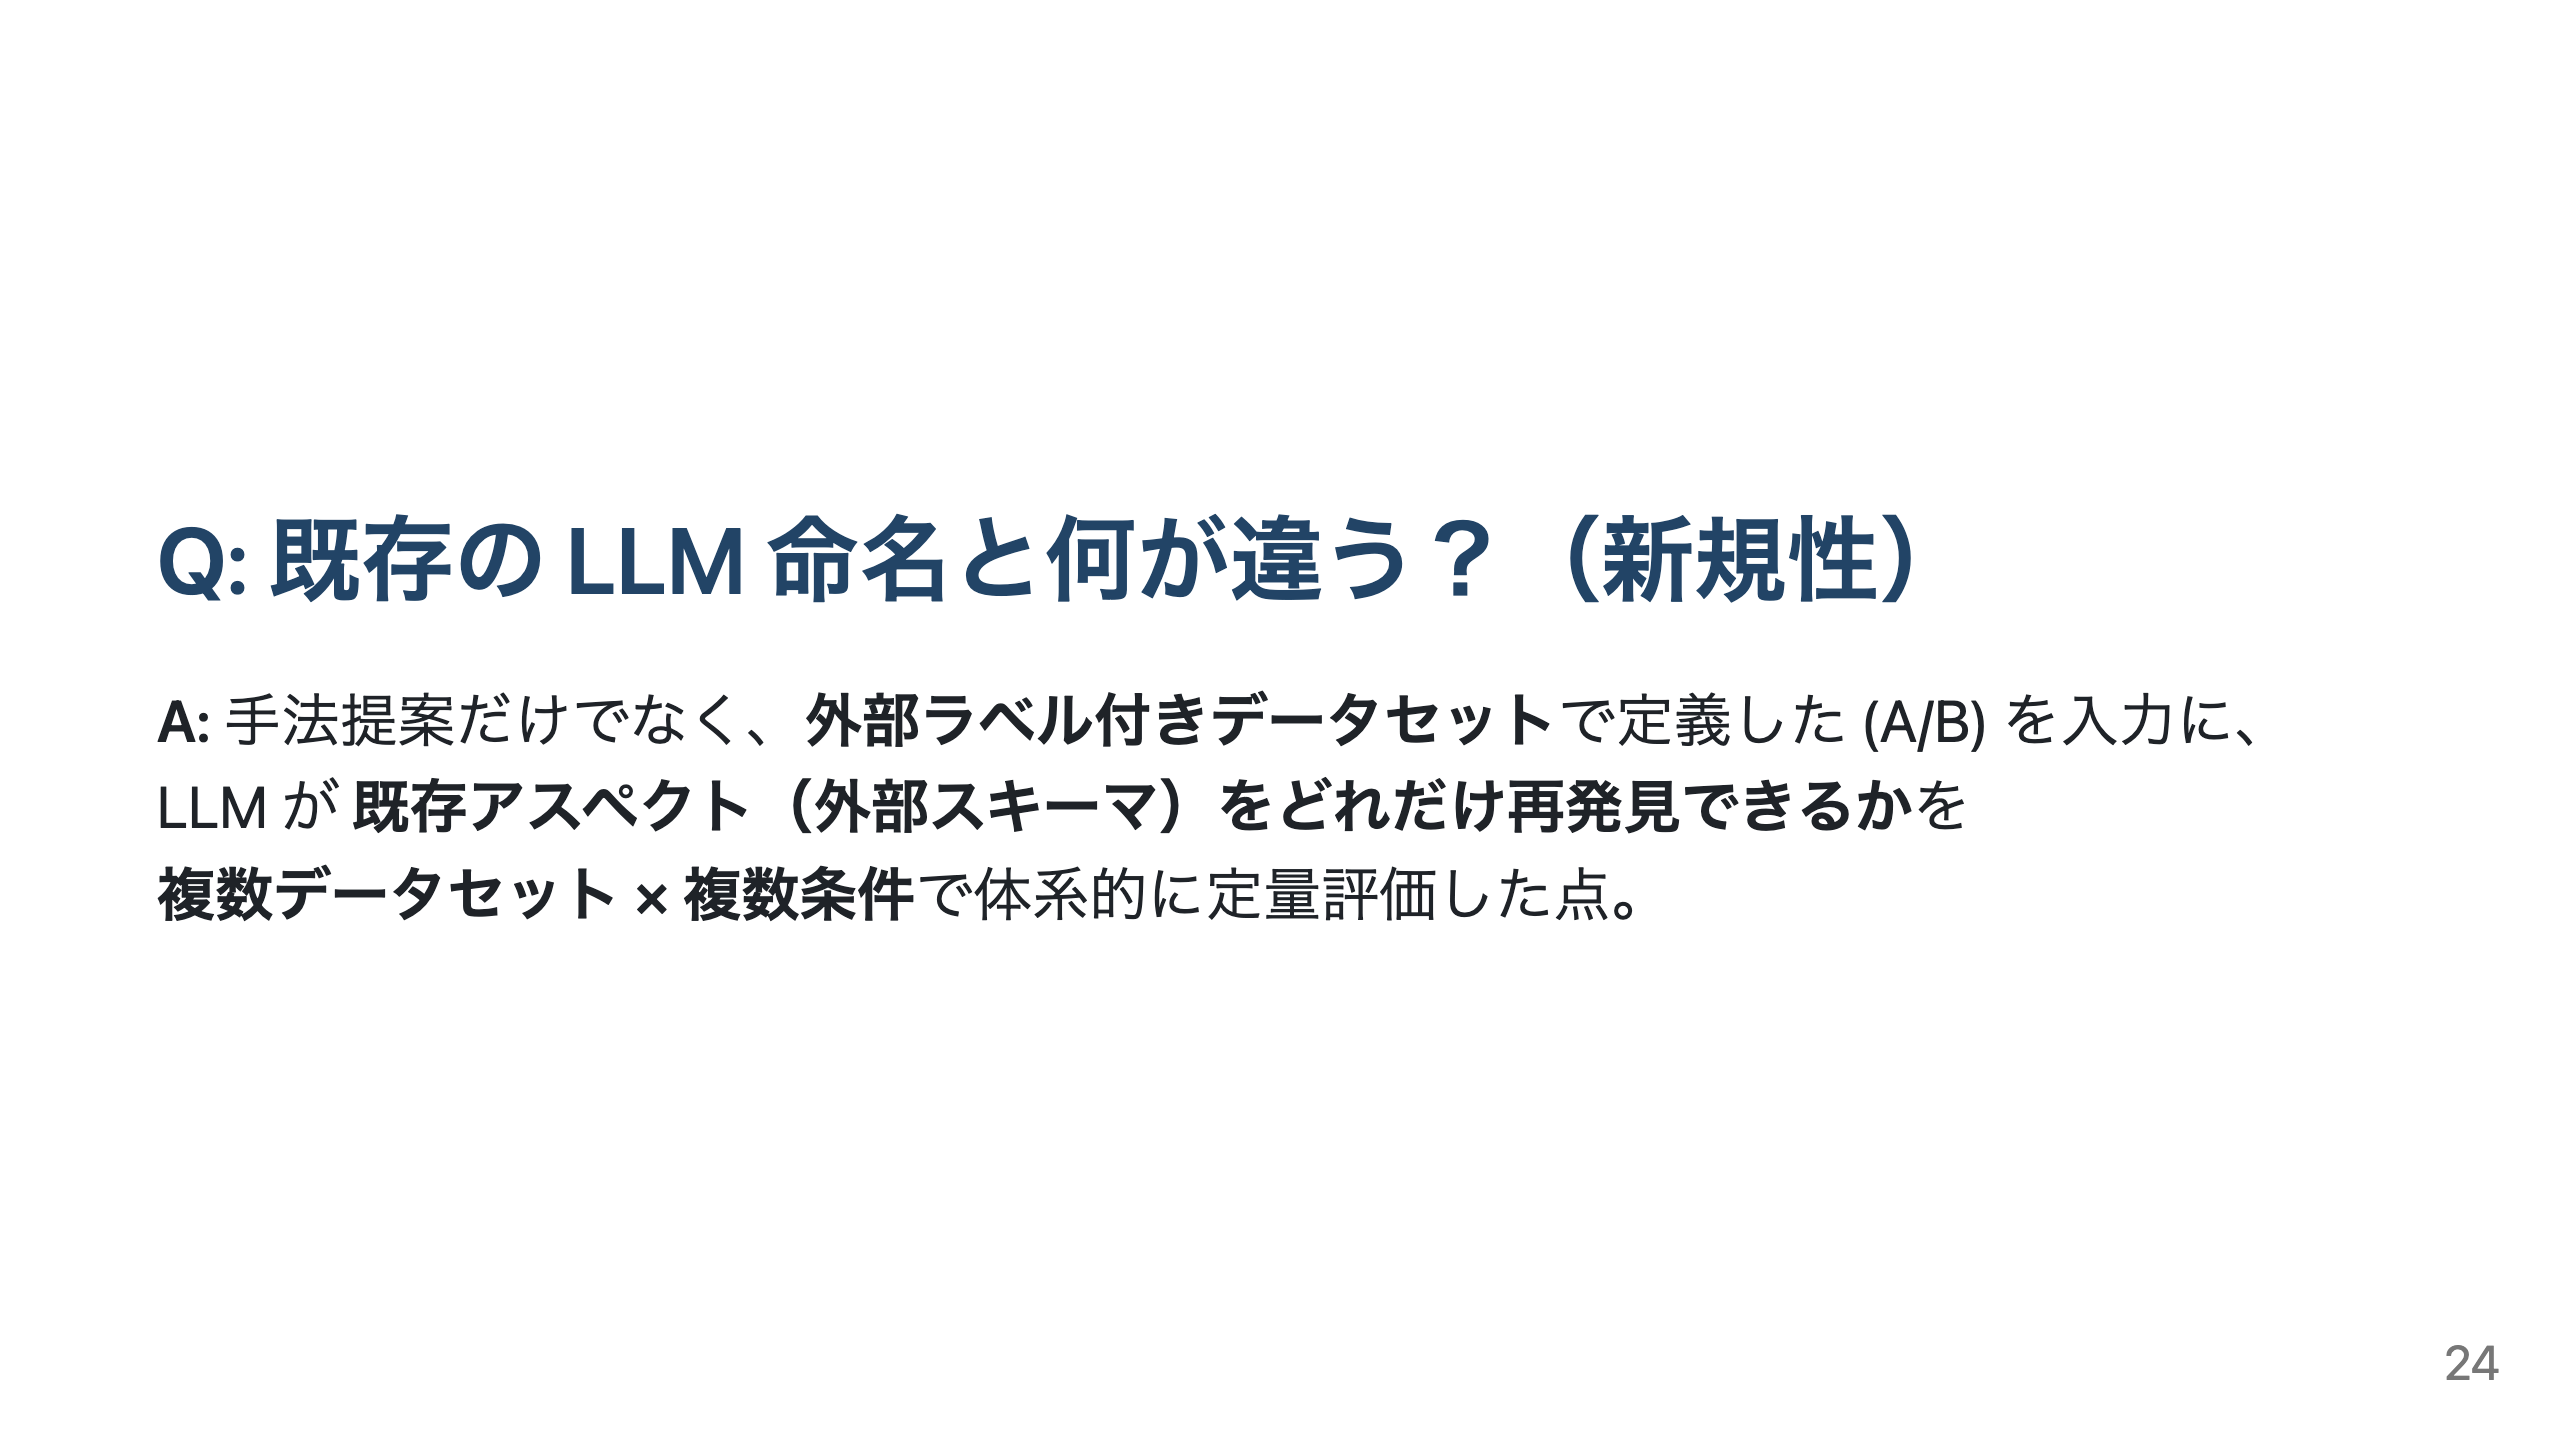 Q: 既存の LLM 命名と何が違う？（新規性）
A: 手法提案だけでなく、外部ラベル付きデータセットで定義した (A/B) を入力に、
LLM が 既存アスペクト（外部スキーマ）をどれだけ再発見できるかを
複数データセット × 複数条件で体系的に定量評価した点。
24